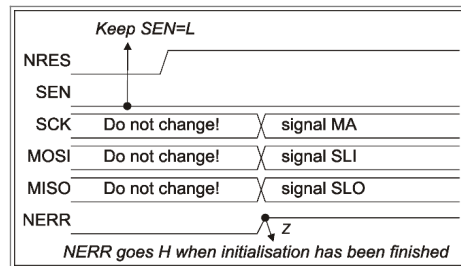 Keep SEN=L
NRES
SEN
SCK Do not change! signal MA
MOSI Do not change! signal SLI
MISO Do not change! signal SLO
NERR
z
NERR goes H when initialisation has been finished